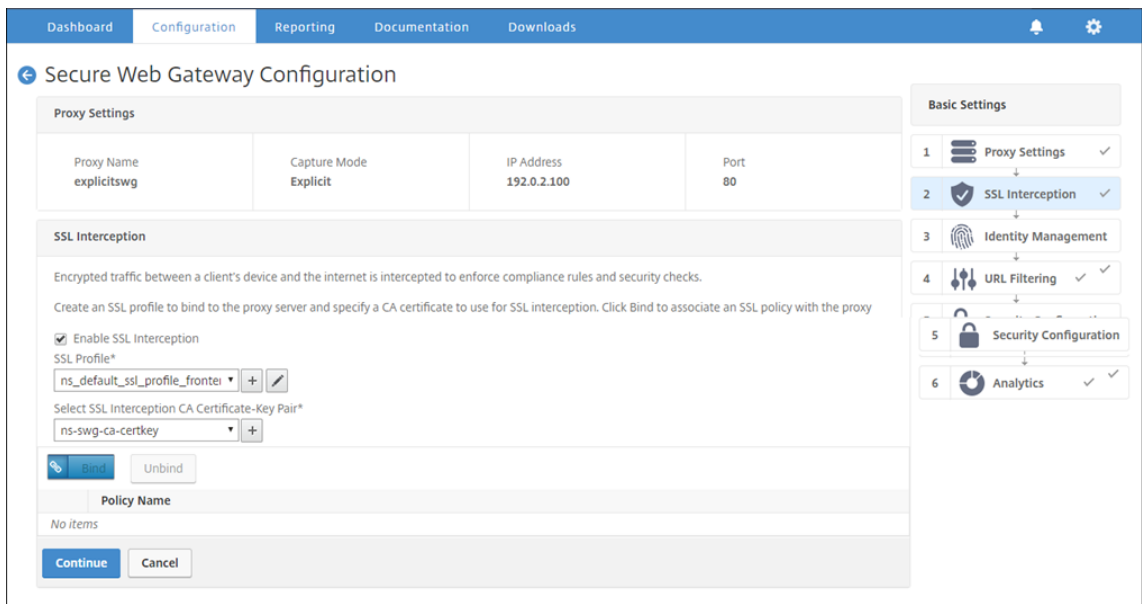 Dashboard Configuration Reporting Documentation Downloads
Secure Web Gateway Configuration
Proxy Settings
Proxy Name Capture Mode IP Address Port
explicitswg Explicit 192.0.2.100 80
SSL Interception
Encrypted traffic between a client's device and the internet is intercepted to enforce compliance rules and security checks.
Create an SSL profile to bind to the proxy server and specify a CA certificate to use for SSL interception. Click Bind to associate an SSL policy with the proxy
Enable SSL Interception
SSL Profile*
ns_default_ssl_profile_fronte
Select SSL Interception CA Certificate-Key Pair*
ns-swg-ca-certkey
Bind Unbind
Policy Name
No items
Continue Cancel
Basic Settings
1 Proxy Settings
2 SSL Interception
3 Identity Management
4 URL Filtering
5 Security Configuration
6 Analytics